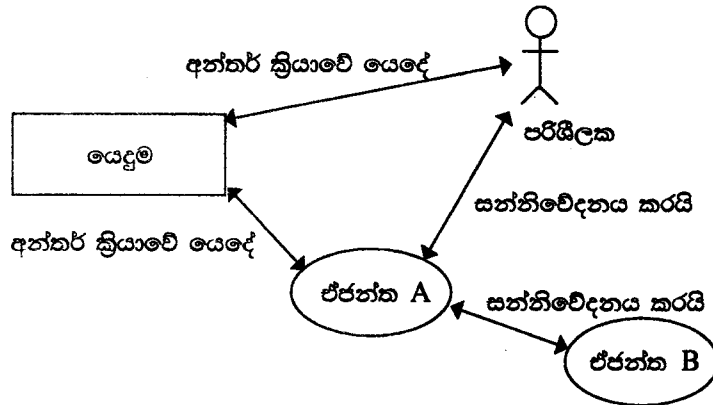 අන්තර් ක්‍රියාවේ යෙදේ
යෙදුම
පරිශීලක
සන්නිවේදනය කරයි
අන්තර් ක්‍රියාවේ යෙදේ
ඒජන්ත A
සන්නිවේදනය කරයි
ඒජන්ත B